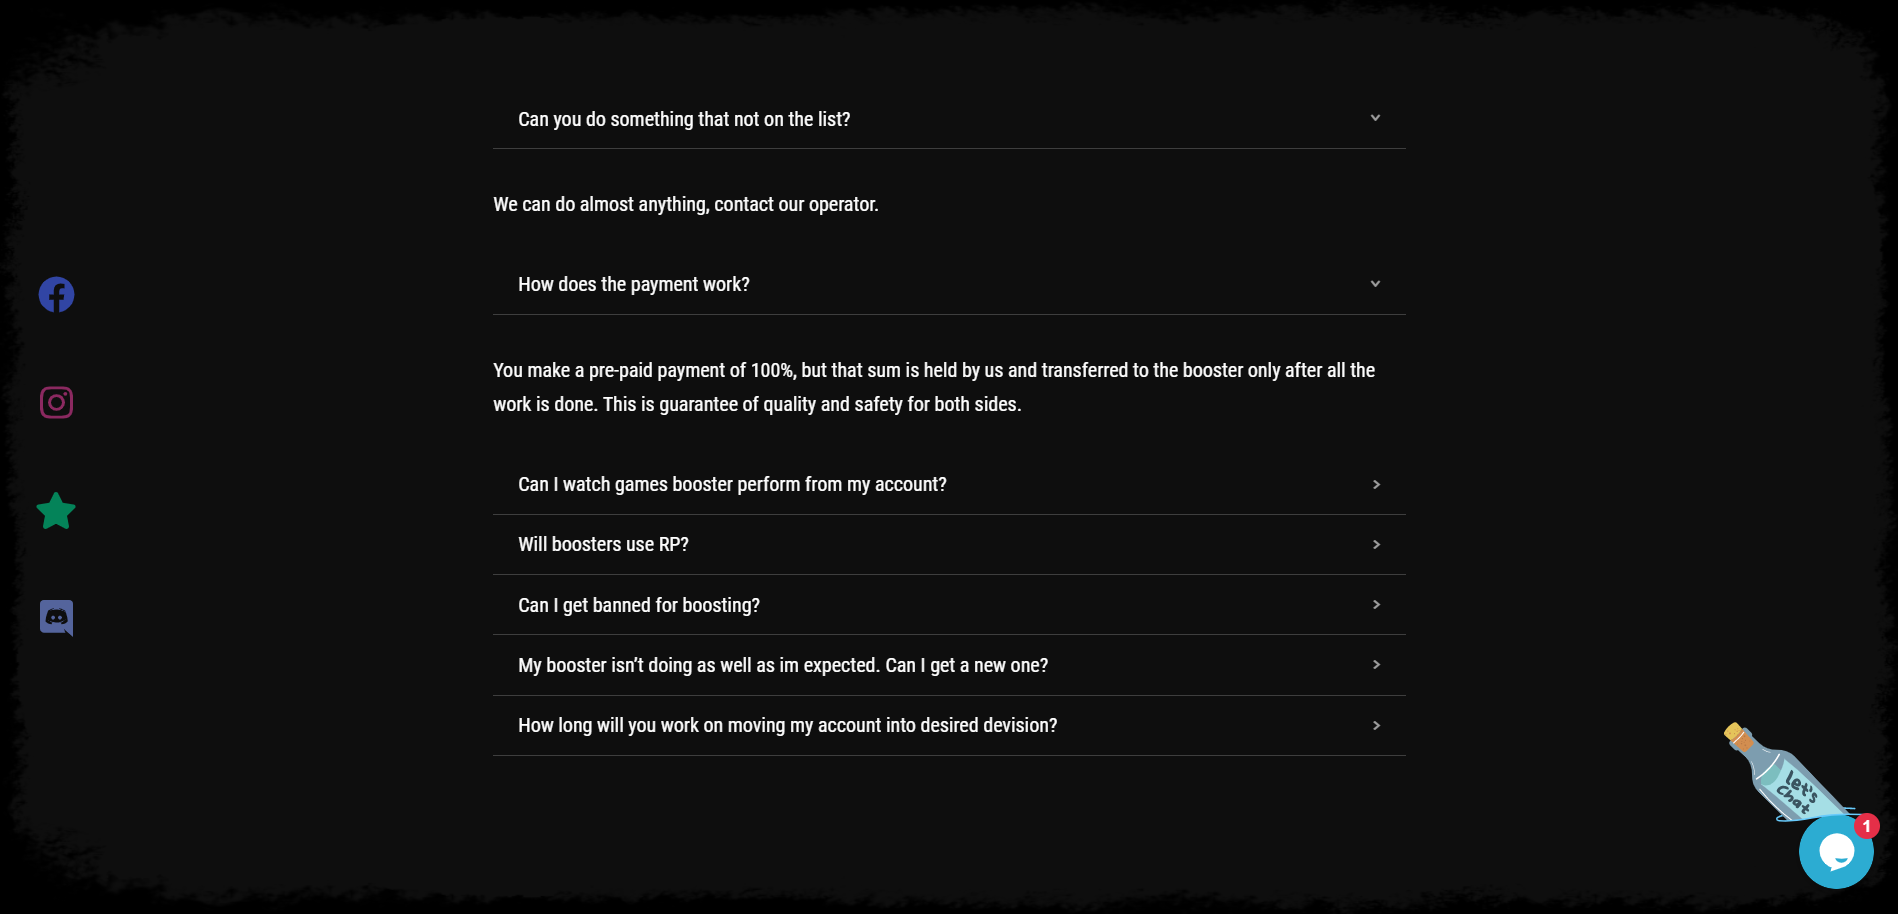 Can you do something that not on the list?
We can do almost anything, contact our operator.
How does the payment work?
You make a pre-paid payment of 100%, but that sum is held by us and transferred to the booster only after all the
work is done. This is guarantee of quality and safety for both sides.
Can I watch games booster perform from my account?
Will boosters use RP?
Can I get banned for boosting?
My booster isn’t doing as well as im expected. Can I get a new one?
How long will you work on moving my account into desired devision?
Let's
chat
1